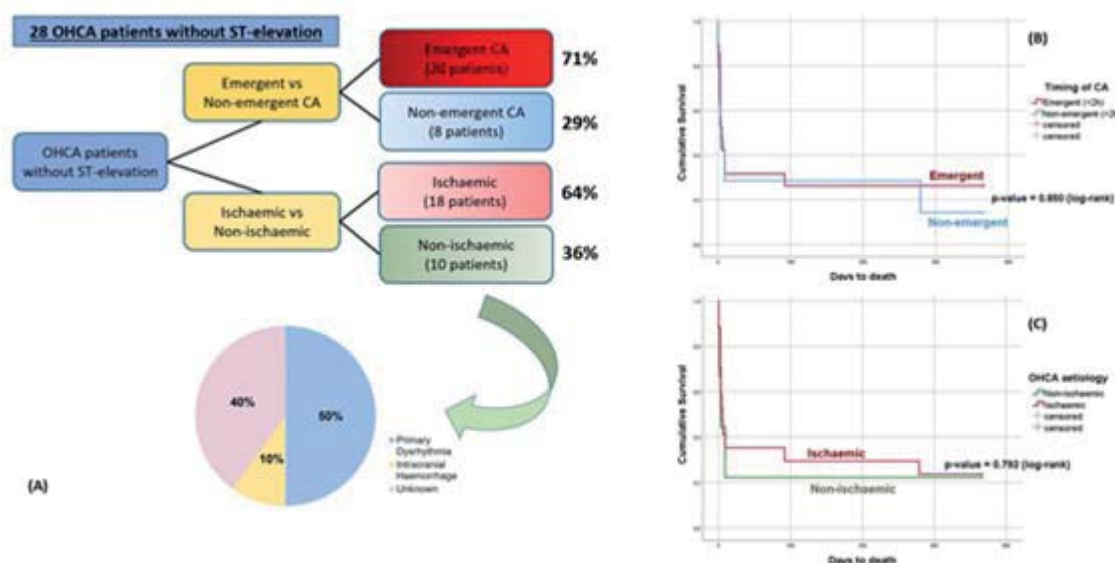 28 OHCA patients without ST-elevation
OHCA patients
without ST-elevation
Emergent vs
Non-emergent CA
Ischaemic vs
Non-ischaemic
Emergent CA
(20 patients)
71%
Non-emergent CA
(8 patients)
29%
Ischaemic
(18 patients)
64%
Non-ischaemic
(10 patients)
36%
40%
50%
10%
Primary
Dysrhythmia
Intracranial
Haemorrhage
Unknown
(A)
(B)
Cumulative Survival
Timing of CA
Emergent (<2h)
Non-emergent
censored
censored
Emergent
p-value = 0.850 (log-rank)
Non-emergent
Days to death
(C)
Cumulative Survival
OHCA aetiology
Non-ischaemic
Ischaemic
censored
censored
Ischaemic
p-value = 0.792 (log-rank)
Non-ischaemic
Days to death